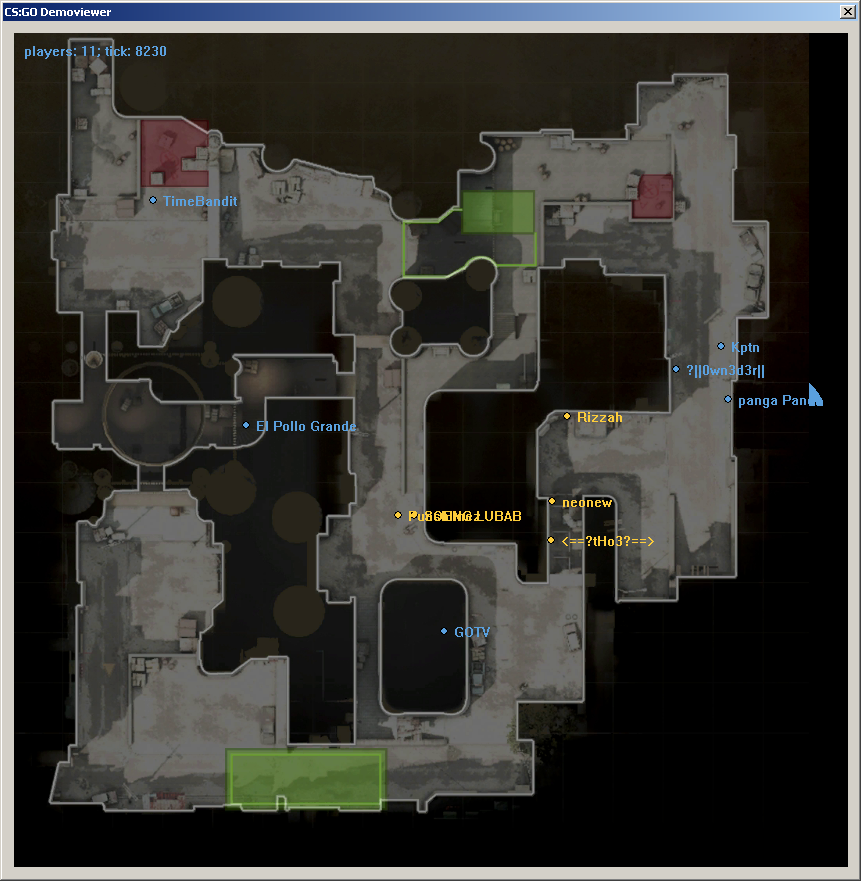 CS:GO Demoviewer
players: 11; tick: 8230
TimeBandit
Kptn
?||0wn3d3r||
panga Pan
Rizzah
El Pollo Grande
neonew
LUBAB
<==?tHo3?==>
GOTV